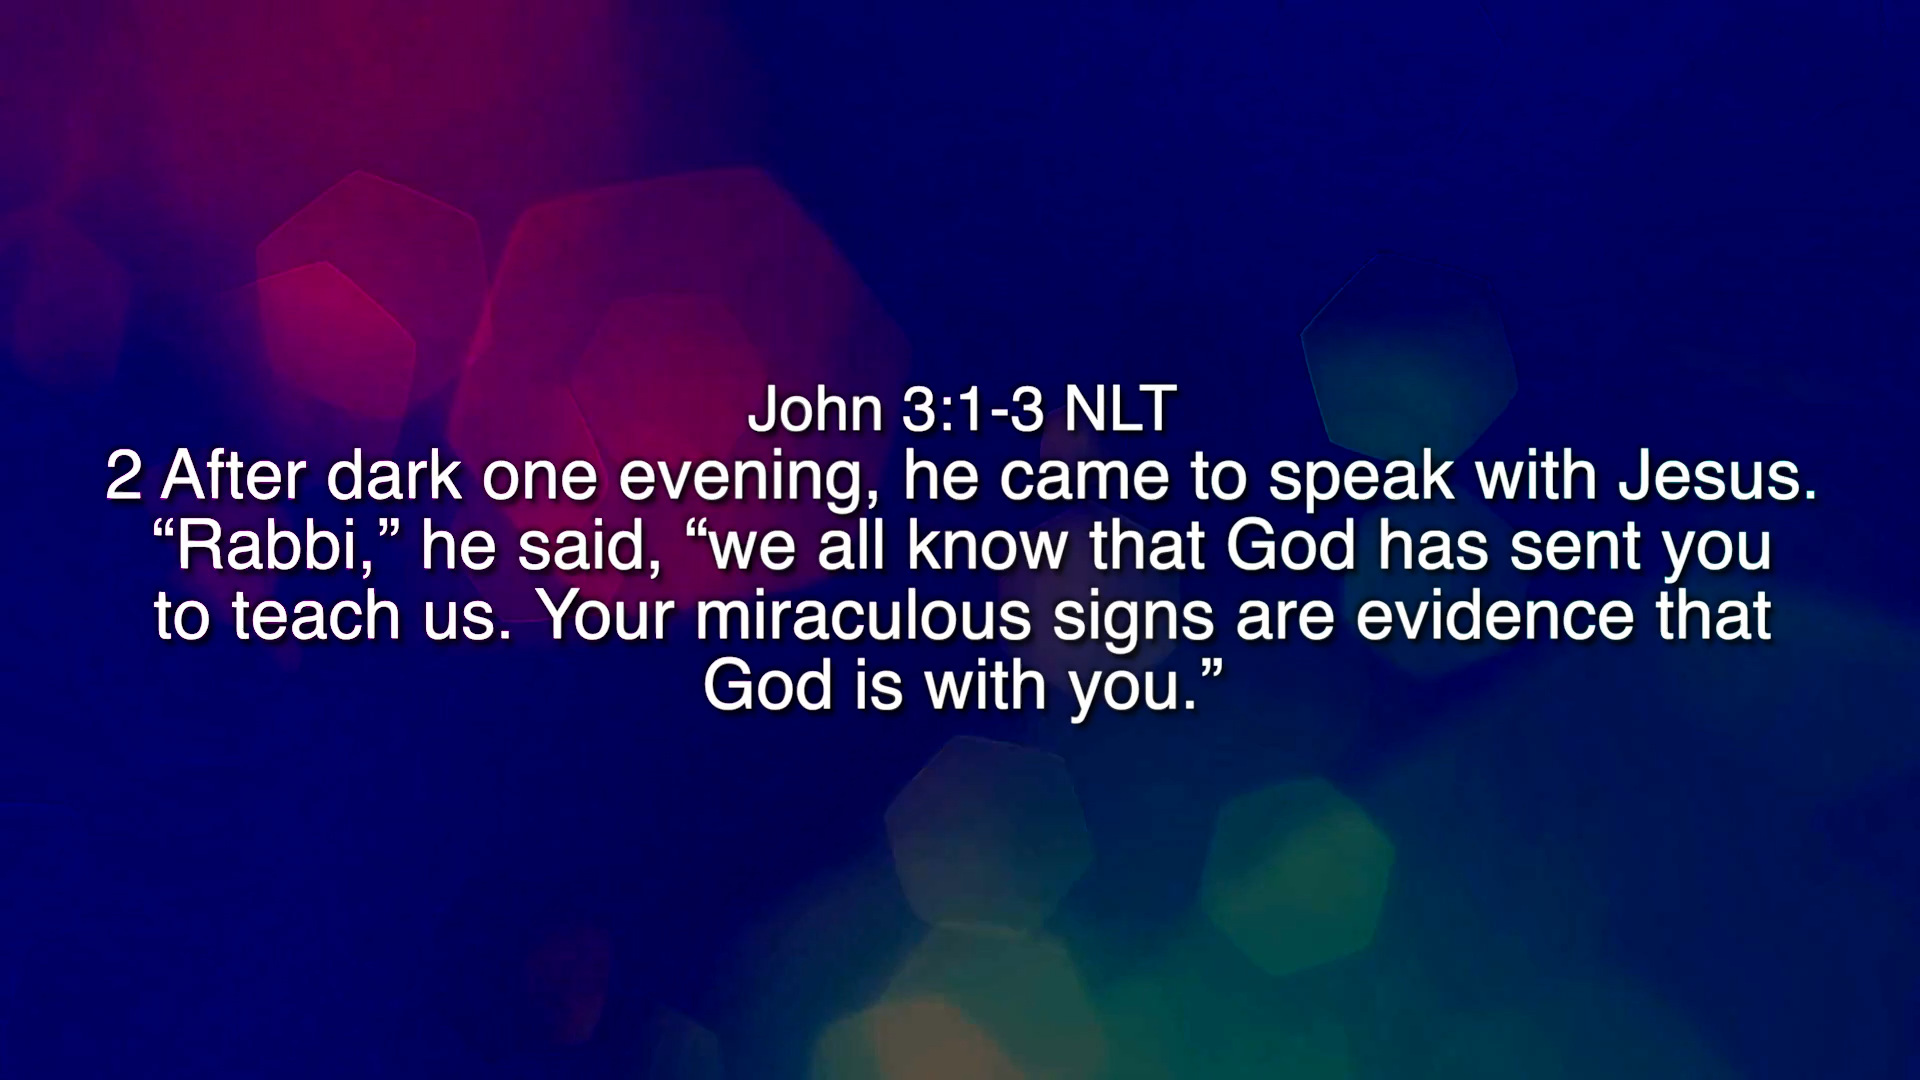 John 3:1-3 NLT
2 After dark one evening, he came to speak with Jesus.
“Rabbi,” he said, “we all know that God has sent you
to teach us. Your miraculous signs are evidence that
God is with you.”